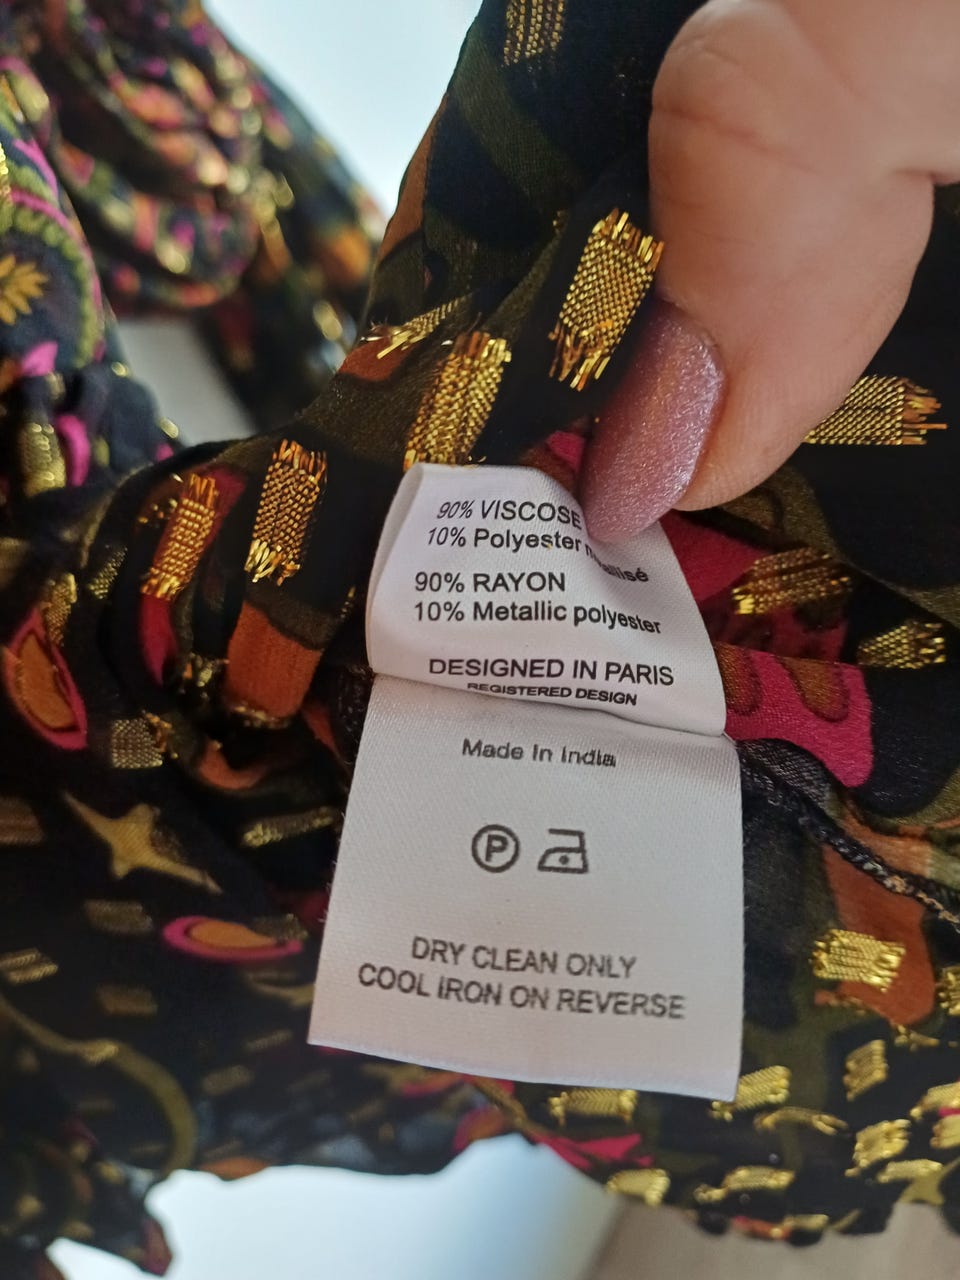 90% VISCOSE
10% Polyester
90% RAYON
10% Metallic polyester
DESIGNED IN PARIS
REGISTERED DESIGN
Made In India
P
DRY CLEAN ONLY
COOL IRON ON REVERSE